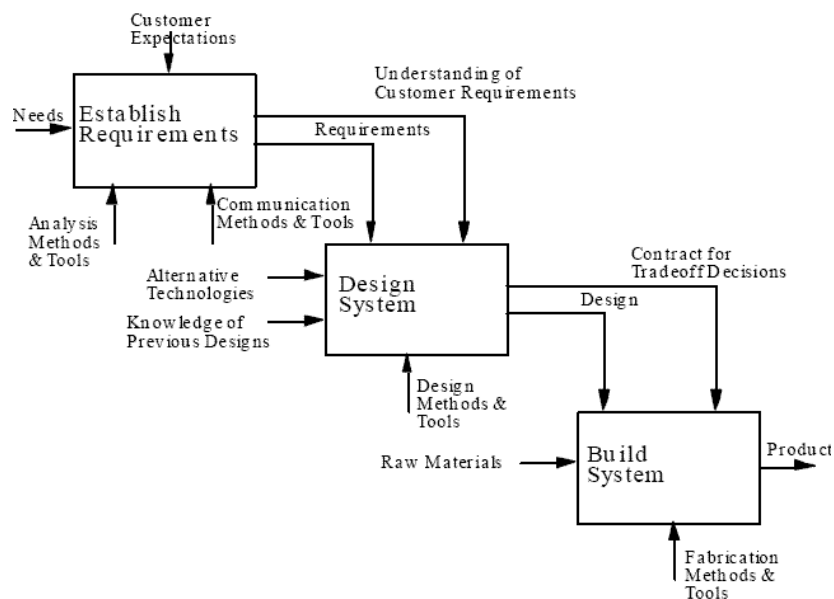 Customer
Expectations
Understanding of
Customer Requirements
Needs
Establish
Requirements
Requirements
Communication
Methods & Tools
Analysis
Methods
& Tools
Alternative
Technologies
Design
System
Contract for
Tradeoff Decisions
Design
Knowledge of
Previous Designs
Design
Methods &
Tools
Raw Materials
Build
System
Product
Fabrication
Methods &
Tools